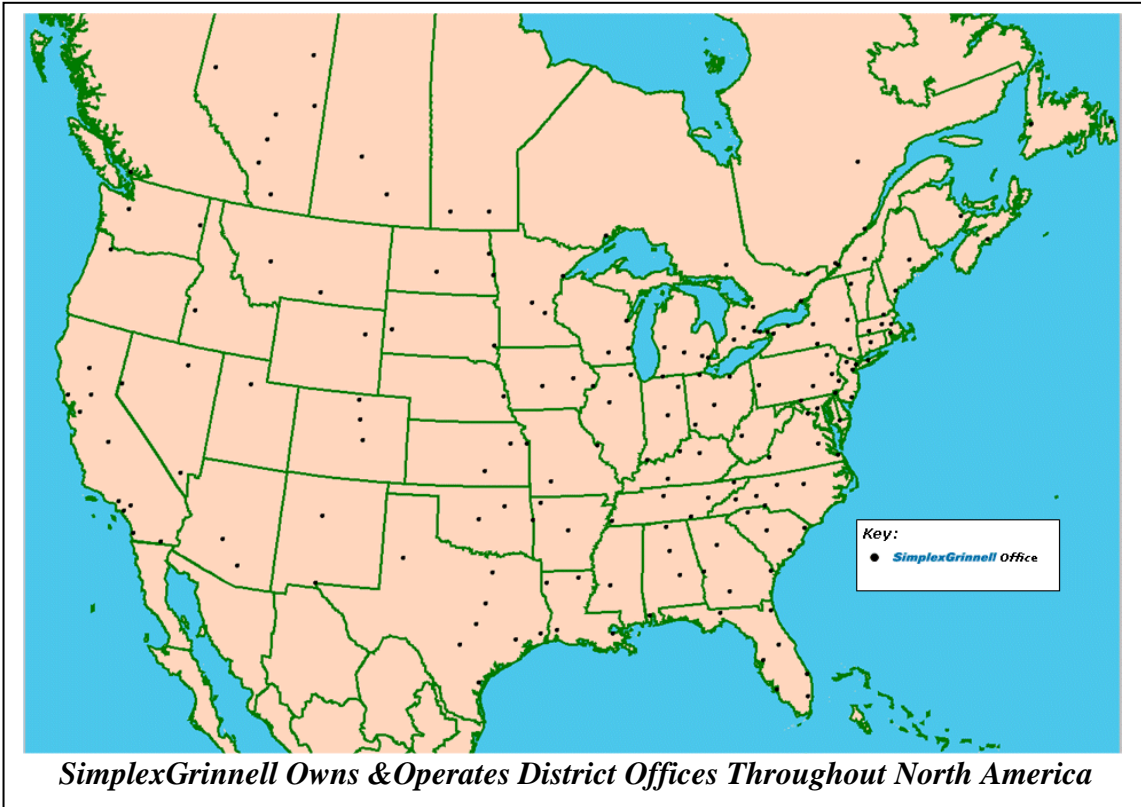 Key:
SimplexGrinnell Office
SimplexGrinnell Owns &Operates District Offices Throughout North America